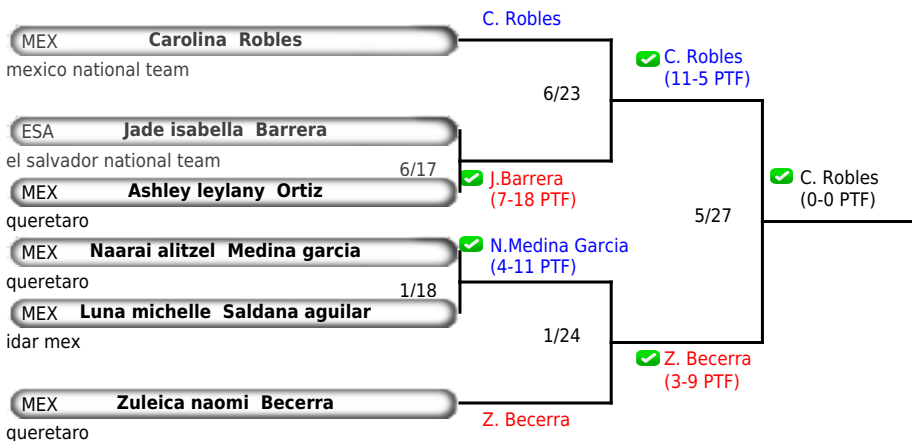 C. Robles
MEX Carolina Robles
mexico national team
C. Robles
(11-5 PTF)
6/23
ESA Jade isabella Barrera
el salvador national team
6/17
J.Barrera
(7-18 PTF)
MEX Ashley leylany Ortiz
queretaro
C. Robles
(0-0 PTF)
5/27
MEX Naarai alitzel Medina garcia
queretaro
N.Medina Garcia
(4-11 PTF)
1/18
MEX Luna michelle Saldana aguilar
idar mex
1/24
Z. Becerra
(3-9 PTF)
MEX Zuleica naomi Becerra
queretaro
Z. Becerra